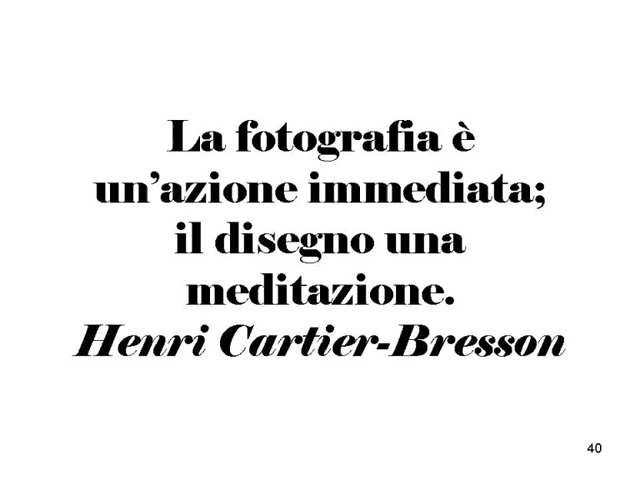 La fotografia è
un’azione immediata;
il disegno una
meditazione.
Henri Cartier-Bresson
40